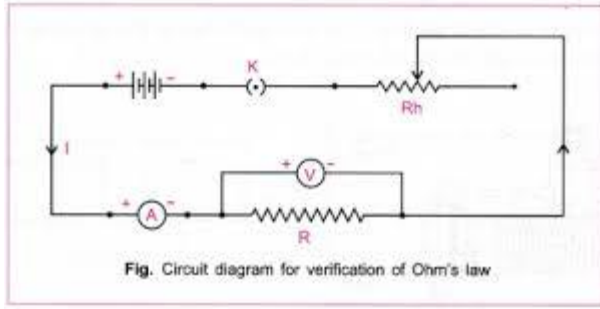 K
+ −
Rh
I
+ V −
+ A −
R
Fig. Circuit diagram for verification of Ohm's law